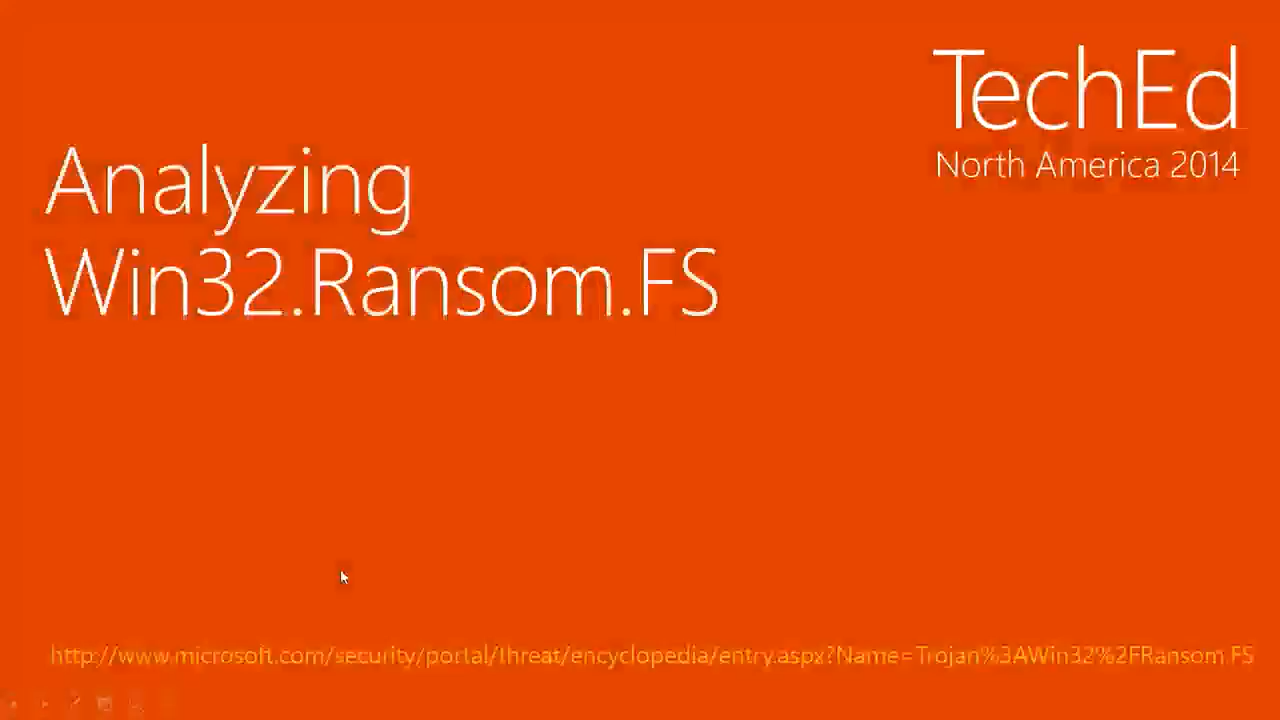 TechEd
North America 2014
Analyzing
Win32.Ransom.FS
http://www.microsoft.com/security/portal/threat/encyclopedia/entry.aspx?Name=Trojan%3AWin32%2FRansom.FS